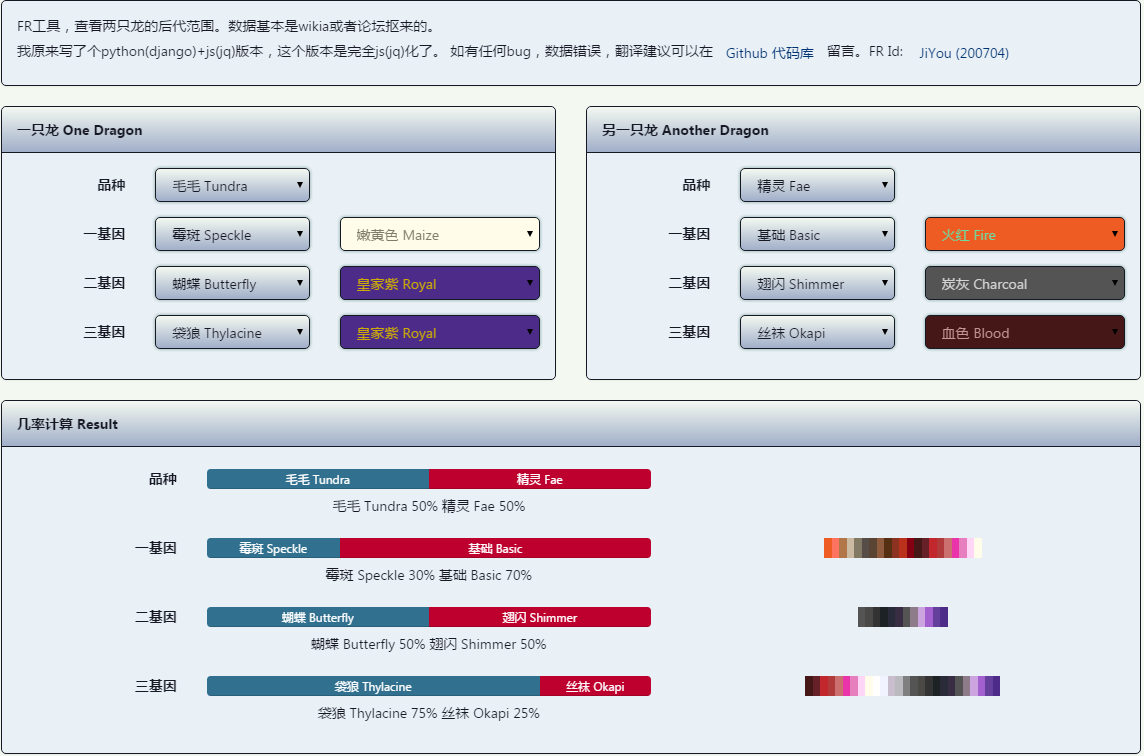 FR工具，查看两只龙的后代范围。数据基本是wikia或者论坛抠来的。
我原来写了个python(django)+js(jq)版本，这个版本是完全js(jq)化了。 如有任何bug，数据错误，翻译建议可以在 Github 代码库 留言。FR Id: JiYou (200704)
一只龙 One Dragon
品种 毛毛 Tundra
一基因 霉斑 Speckle 嫩黄色 Maize
二基因 蝴蝶 Butterfly 皇家紫 Royal
三基因 袋狼 Thylacine 皇家紫 Royal
另一只龙 Another Dragon
品种 精灵 Fae
一基因 基础 Basic 火红 Fire
二基因 翅闪 Shimmer 炭灰 Charcoal
三基因 丝袜 Okapi 血色 Blood
几率计算 Result
品种 毛毛 Tundra 精灵 Fae
毛毛 Tundra 50% 精灵 Fae 50%
一基因 霉斑 Speckle 基础 Basic
霉斑 Speckle 30% 基础 Basic 70%
二基因 蝴蝶 Butterfly 翅闪 Shimmer
蝴蝶 Butterfly 50% 翅闪 Shimmer 50%
三基因 袋狼 Thylacine 丝袜 Okapi
袋狼 Thylacine 75% 丝袜 Okapi 25%